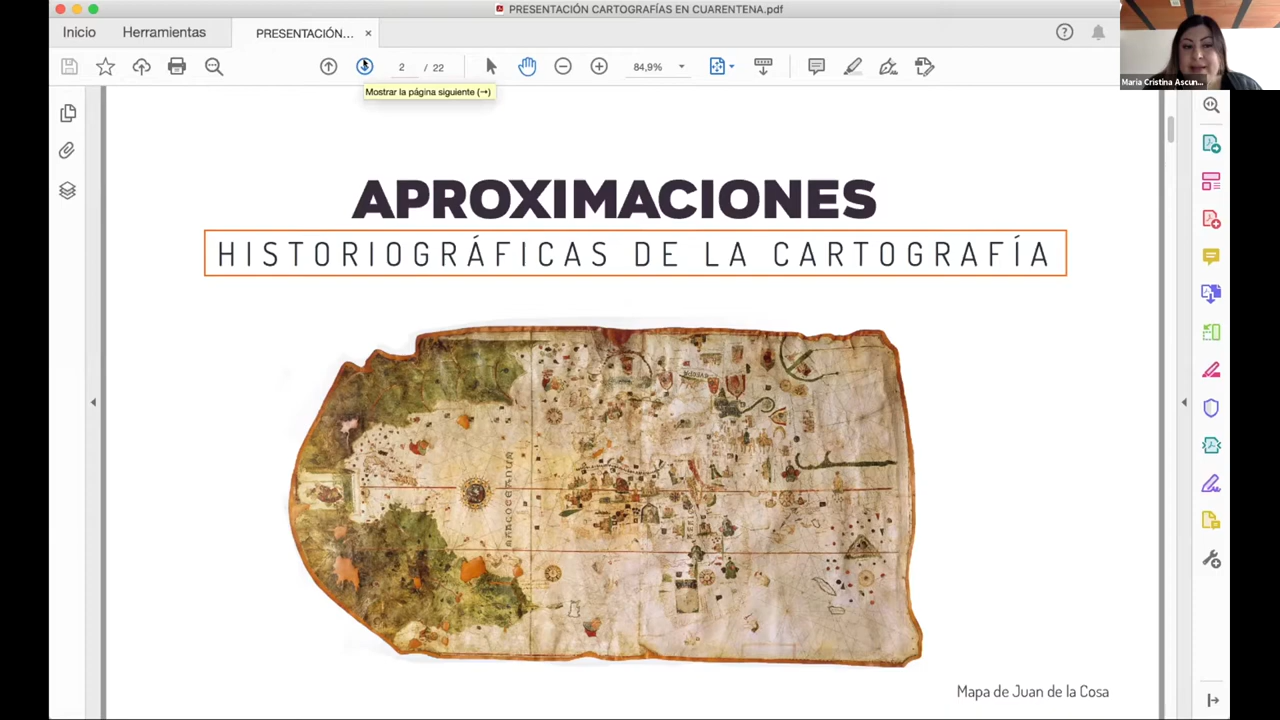 PRESENTACIÓN CARTOGRAFÍAS EN CUARENTENA.pdf
Inicio
Herramientas
PRESENTACIÓN...
2 / 22
84,9%
Mostrar la página siguiente (→)
Maria Cristina Ascun...
APROXIMACIONES
HISTORIOGRÁFICAS DE LA CARTOGRAFÍA
Mapa de Juan de la Cosa